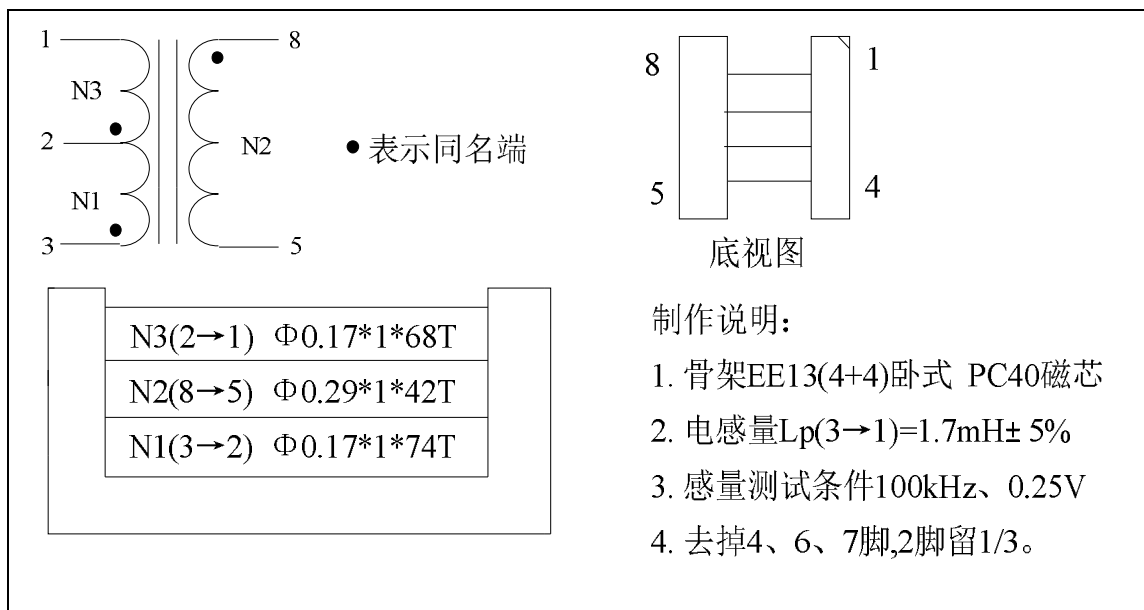 1
8
N3
2
N2
●表示同名端
N1
3
5
8
1
5
4
底视图
N3(2→1) Φ0.17*1*68T
N2(8→5) Φ0.29*1*42T
N1(3→2) Φ0.17*1*74T
制作说明:
1. 骨架EE13(4+4)卧式 PC40磁芯
2. 电感量Lp(3→1)=1.7mH±5%
3. 感量测试条件100kHz、0.25V
4. 去掉4、6、7脚,2脚留1/3。